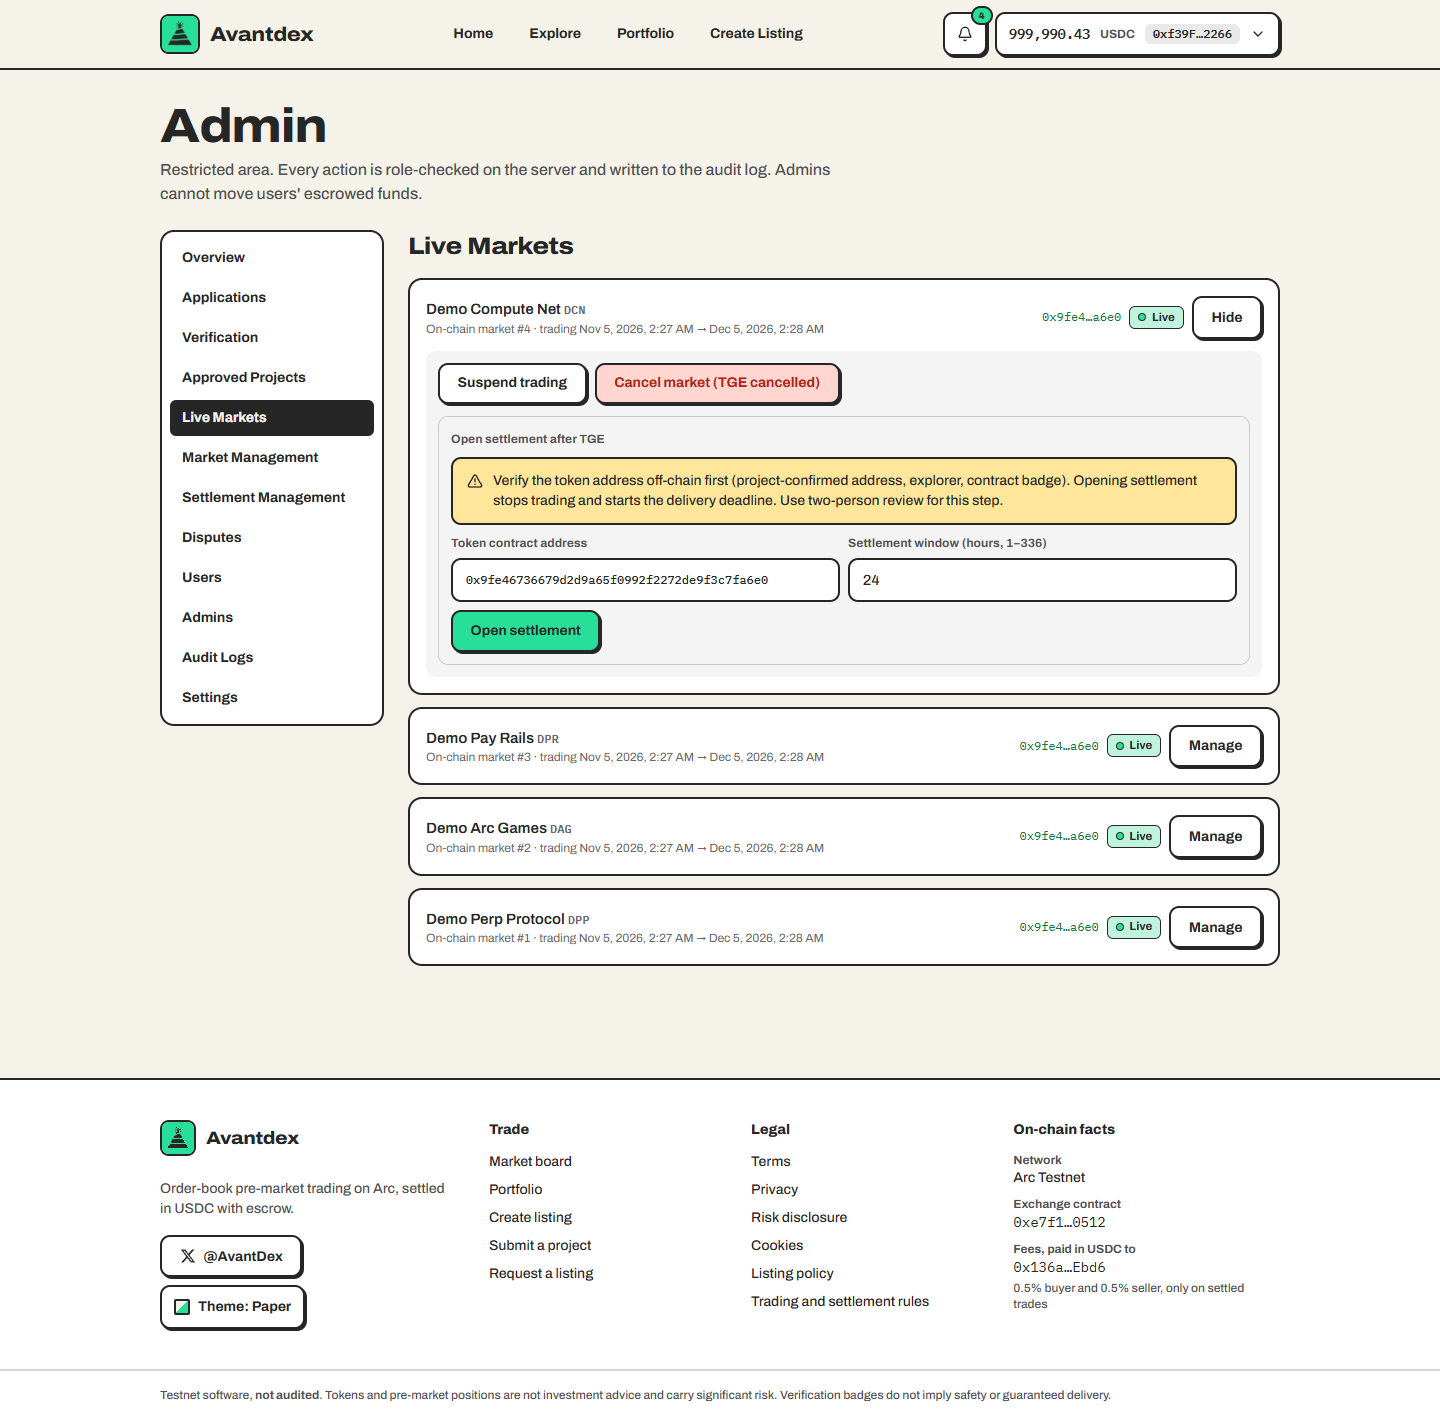 Avantdex
Home
Explore
Portfolio
Create Listing
4
999,990.43 USDC 0xf39F…2266
Admin
Restricted area. Every action is role-checked on the server and written to the audit log. Admins
cannot move users' escrowed funds.
Overview
Applications
Verification
Approved Projects
Live Markets
Market Management
Settlement Management
Disputes
Users
Admins
Audit Logs
Settings
Live Markets
Demo Compute Net DCN
On-chain market #4 · trading Nov 5, 2026, 2:27 AM → Dec 5, 2026, 2:28 AM
0x9fe4…a6e0
Live
Hide
Suspend trading
Cancel market (TGE cancelled)
Open settlement after TGE
Verify the token address off-chain first (project-confirmed address, explorer, contract badge). Opening settlement
stops trading and starts the delivery deadline. Use two-person review for this step.
Token contract address
Settlement window (hours, 1–336)
0x9fe46736679d2d9a65f0992f2272de9f3c7fa6e0
24
Open settlement
Demo Pay Rails DPR
On-chain market #3 · trading Nov 5, 2026, 2:27 AM → Dec 5, 2026, 2:28 AM
0x9fe4…a6e0
Live
Manage
Demo Arc Games DAG
On-chain market #2 · trading Nov 5, 2026, 2:27 AM → Dec 5, 2026, 2:28 AM
0x9fe4…a6e0
Live
Manage
Demo Perp Protocol DPP
On-chain market #1 · trading Nov 5, 2026, 2:27 AM → Dec 5, 2026, 2:28 AM
0x9fe4…a6e0
Live
Manage
Avantdex
Order-book pre-market trading on Arc, settled
in USDC with escrow.
@AvantDex
Theme: Paper
Trade
Market board
Portfolio
Create listing
Submit a project
Request a listing
Legal
Terms
Privacy
Risk disclosure
Cookies
Listing policy
Trading and settlement rules
On-chain facts
Network
Arc Testnet
Exchange contract
0xe7f1…0512
Fees, paid in USDC to
0x136a…Ebd6
0.5% buyer and 0.5% seller, only on settled
trades
Testnet software, not audited. Tokens and pre-market positions are not investment advice and carry significant risk. Verification badges do not imply safety or guaranteed delivery.